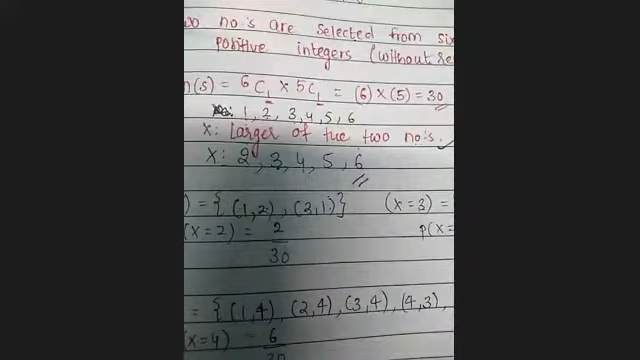 no's are selected from six
positive integers (without re
n(s) = ⁶C₁ × 5C₁ = (6)×(5) = 30
1, 2, 3, 4, 5, 6
X: Larger of the two no's.
X: 2, 3, 4, 5, 6
) = { (1,2), (2,1) } (x=3) =
(x=2) = 2/30 p(x=
= { (1,4), (2,4), (3,4), (4,3),
(x=4) = 6/30